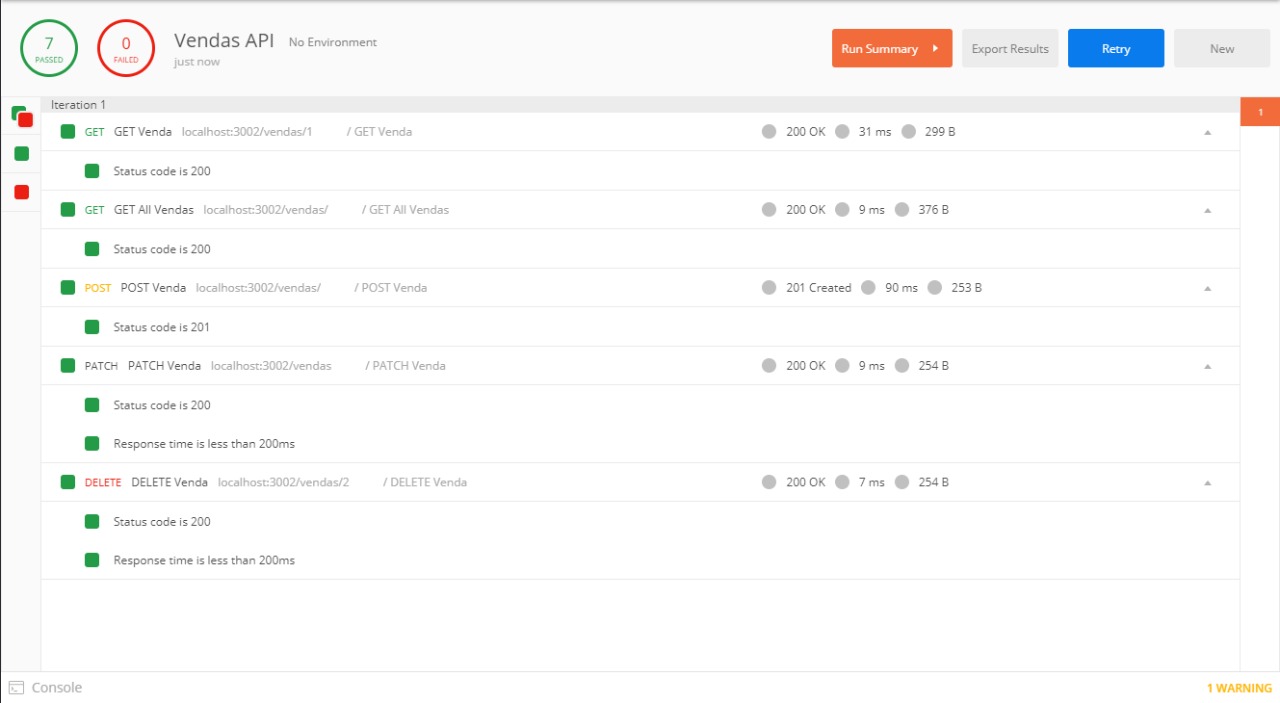 7 PASSED 0 FAILED Vendas API No Environment just now Run Summary Export Results Retry New
Iteration 1 1
GET GET Venda localhost:3002/vendas/1 / GET Venda 200 OK 31 ms 299 B
Status code is 200
GET GET All Vendas localhost:3002/vendas/ / GET All Vendas 200 OK 9 ms 376 B
Status code is 200
POST POST Venda localhost:3002/vendas/ / POST Venda 201 Created 90 ms 253 B
Status code is 201
PATCH PATCH Venda localhost:3002/vendas / PATCH Venda 200 OK 9 ms 254 B
Status code is 200
Response time is less than 200ms
DELETE DELETE Venda localhost:3002/vendas/2 / DELETE Venda 200 OK 7 ms 254 B
Status code is 200
Response time is less than 200ms
Console 1 WARNING